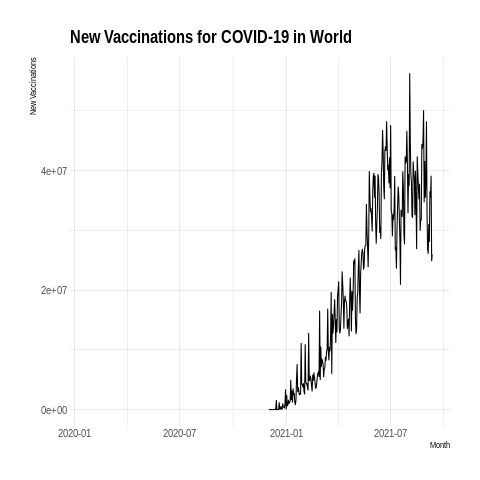 New Vaccinations for COVID-19 in World
New Vaccinations
4e+07
2e+07
0e+00
2020-01 2020-07 2021-01 2021-07
Month